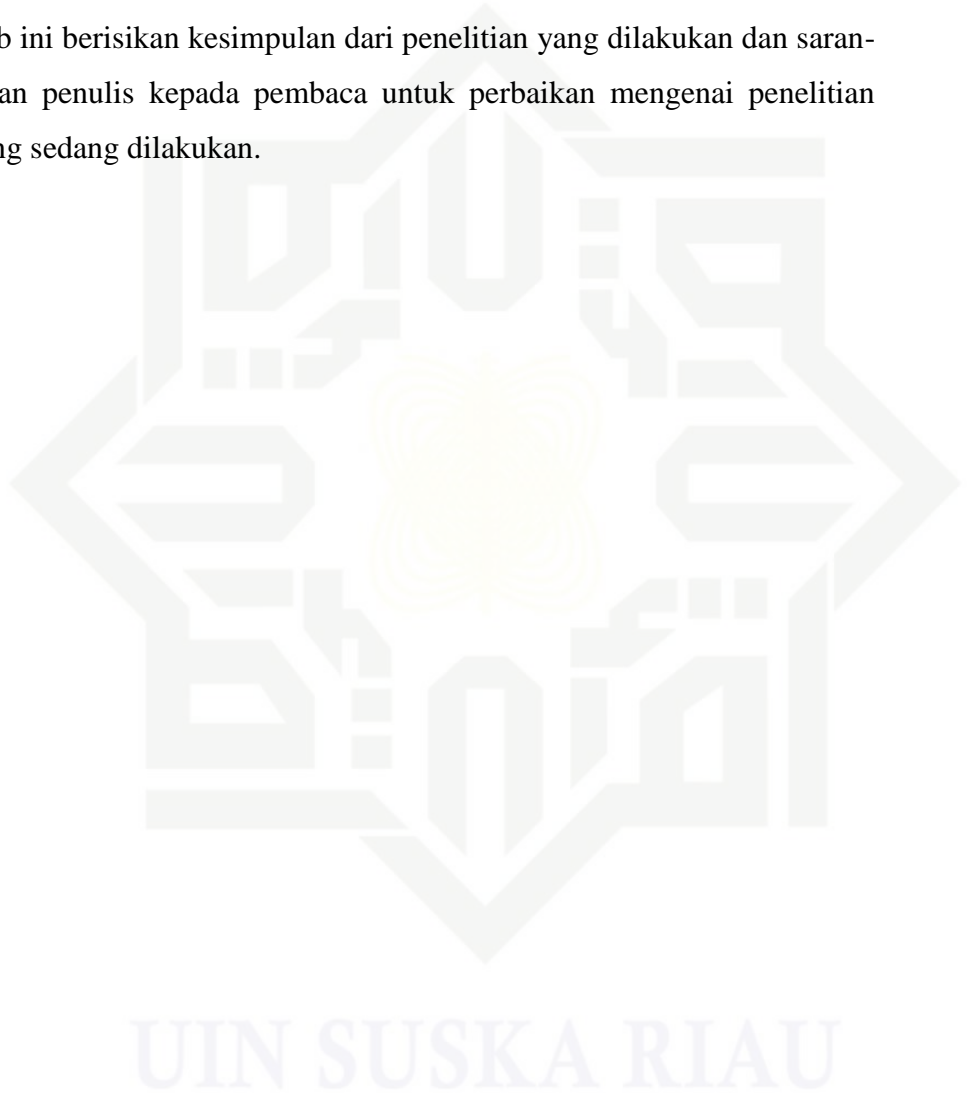 b ini berisikan kesimpulan dari penelitian yang dilakukan dan saran-
an penulis kepada pembaca untuk perbaikan mengenai penelitian
ng sedang dilakukan.
UIN SUSKA RIAU